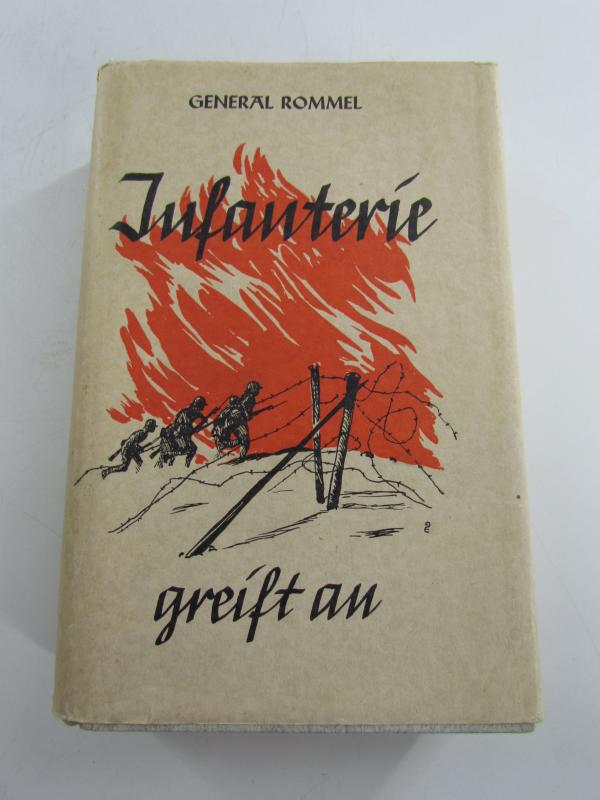 GENERAL ROMMEL
Infanterie
greift an